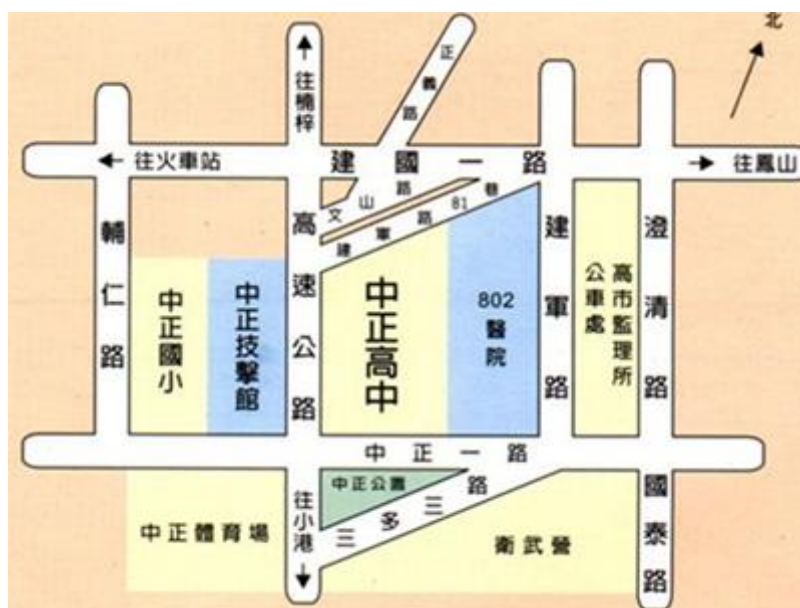 北
正義路
往楠梓
往火車站
建國一路
往鳳山
文山路
建軍路81巷
輔仁路
高速公路
建軍路
澄清路
中正國小
中正技擊館
中正高中
802
醫院
高市監理所
公車處
中正一路
中正公園
三多三路
往小港
中正體育場
衛武營
國泰路